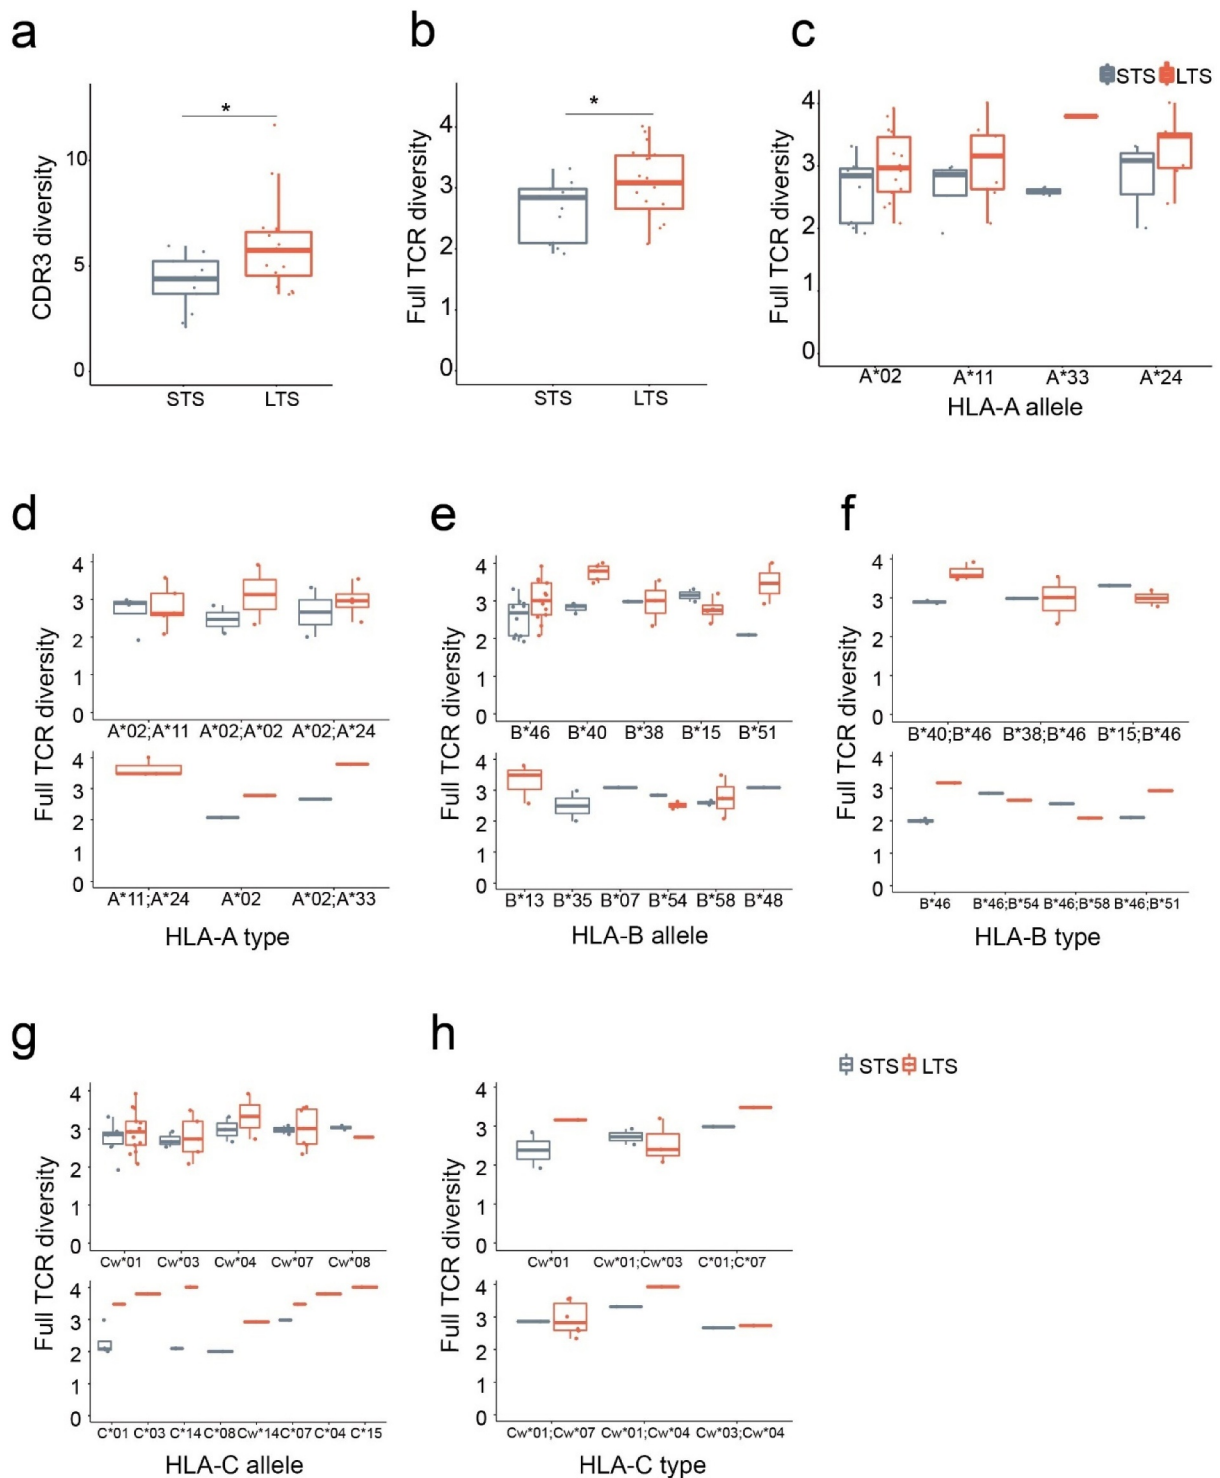 a
CDR3 diversity
10
5
0
*
STS LTS
b
Full TCR diversity
4
3
2
1
0
*
STS LTS
c
STS LTS
Full TCR diversity
4
3
2
1
0
A*02 A*11 A*33 A*24
HLA-A allele
d
Full TCR diversity
4
3
2
1
0
A*02;A*11 A*02;A*02 A*02;A*24
4
3
2
1
0
A*11;A*24 A*02 A*02;A*33
HLA-A type
e
Full TCR diversity
4
3
2
1
0
B*46 B*40 B*38 B*15 B*51
4
3
2
1
0
B*13 B*35 B*07 B*54 B*58 B*48
HLA-B allele
f
Full TCR diversity
4
3
2
1
0
B*40;B*46 B*38;B*46 B*15;B*46
4
3
2
1
0
B*46 B*46;B*54 B*46;B*58 B*46;B*51
HLA-B type
g
Full TCR diversity
4
3
2
1
0
Cw*01 Cw*03 Cw*04 Cw*07 Cw*08
4
3
2
1
0
C*01 C*03 C*14 C*08 Cw*14 C*07 C*04 C*15
HLA-C allele
h
STS LTS
Full TCR diversity
4
3
2
1
0
Cw*01 Cw*01;Cw*03 C*01;C*07
4
3
2
1
0
Cw*01;Cw*07 Cw*01;Cw*04 Cw*03;Cw*04
HLA-C type